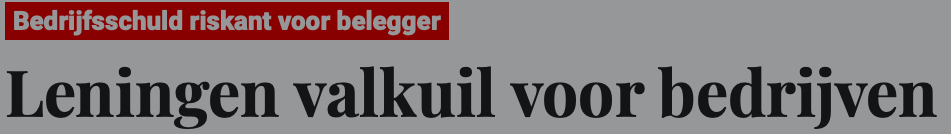 Bedrijfsschuld riskant voor belegger
Leningen valkuil voor bedrijven